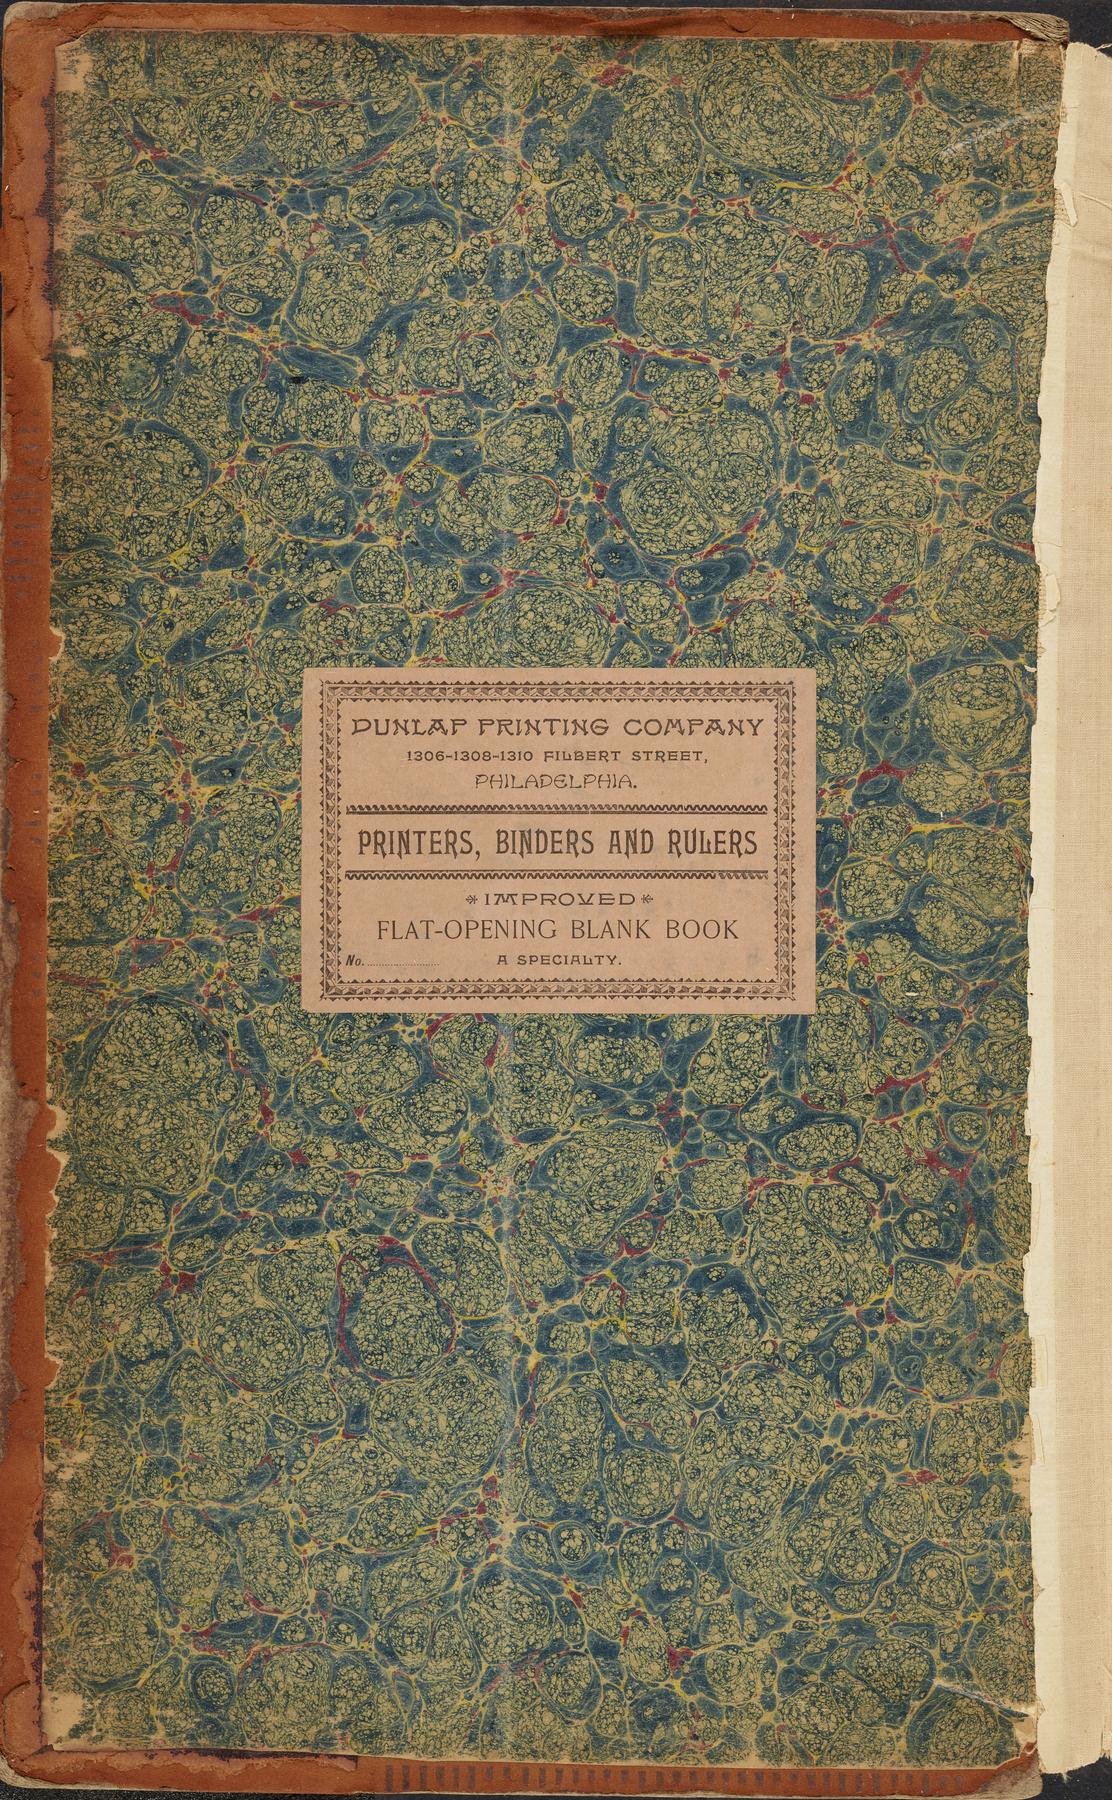 DUNLAP PRINTING COMPANY
1306-1308-1310 FILBERT STREET,
PHILADELPHIA.
PRINTERS, BINDERS AND RULERS
* IMPROVED *
FLAT-OPENING BLANK BOOK
No. .................... A SPECIALTY.